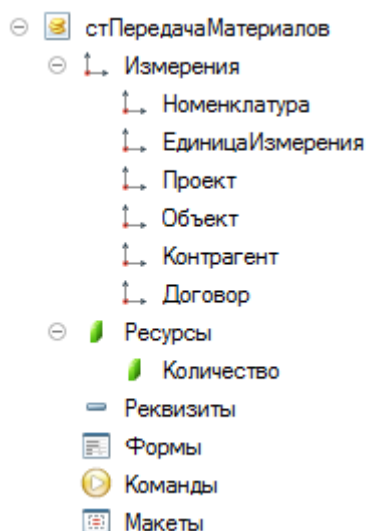 стПередачаМатериалов
Измерения
Номенклатура
ЕдиницаИзмерения
Проект
Объект
Контрагент
Договор
Ресурсы
Количество
Реквизиты
Формы
Команды
Макеты